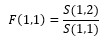 F(1,1) = S(1,2) / S(1,1)